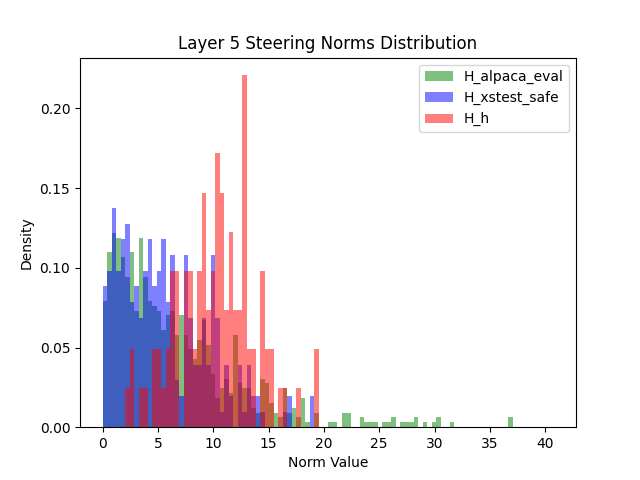 Layer 5 Steering Norms Distribution
H_alpaca_eval
H_xstest_safe
H_h
Density
0.20
0.15
0.10
0.05
0.00
0 5 10 15 20 25 30 35 40
Norm Value